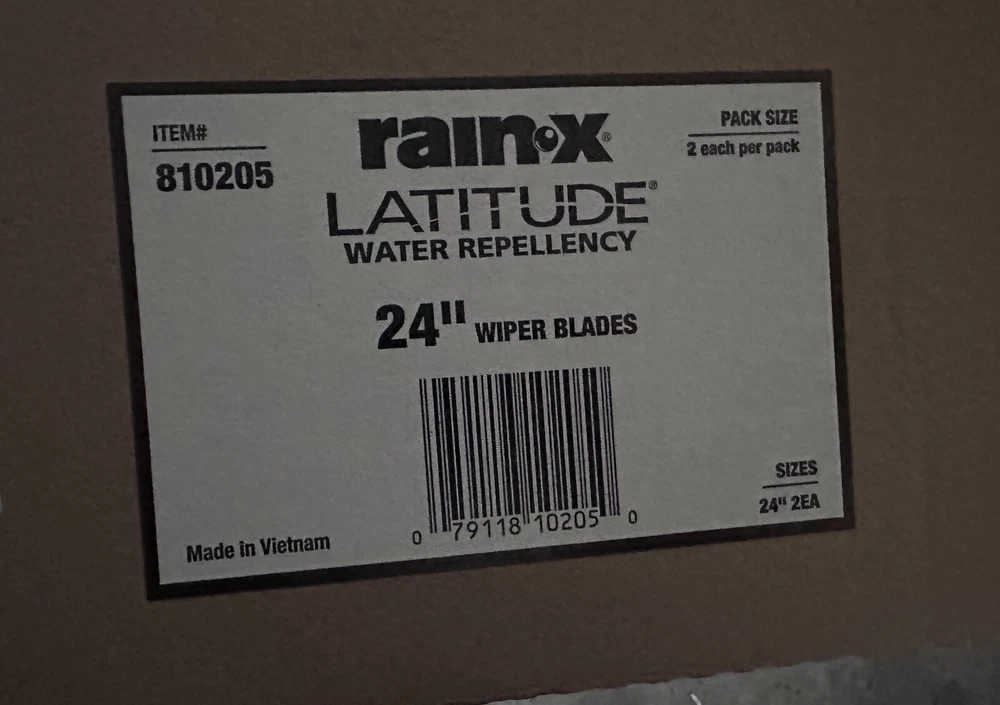 ITEM#
810205
rain•x®
LATITUDE®
WATER REPELLENCY
PACK SIZE
2 each per pack
24" WIPER BLADES
0 79118 10205 0
SIZES
24" 2EA
Made in Vietnam